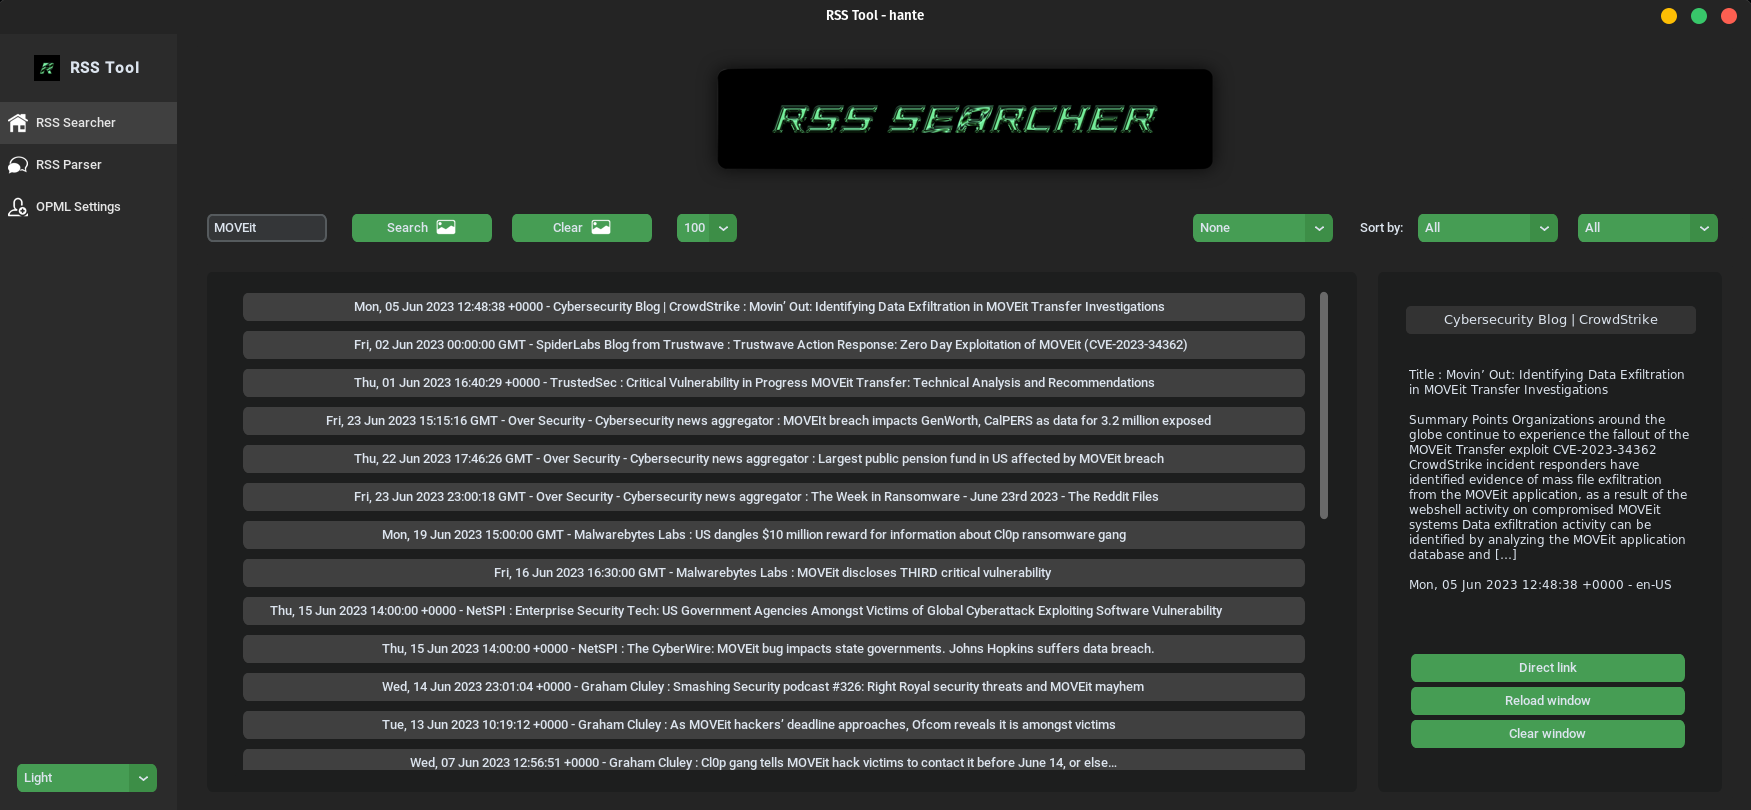 RSS Tool - hante
RSS Tool
RSS SEARCHER
RSS Searcher
RSS Parser
OPML Settings
MOVEit
Search
Clear
100
None
Sort by:
All
All
Mon, 05 Jun 2023 12:48:38 +0000 - Cybersecurity Blog | CrowdStrike : Movin’ Out: Identifying Data Exfiltration in MOVEit Transfer Investigations
Fri, 02 Jun 2023 00:00:00 GMT - SpiderLabs Blog from Trustwave : Trustwave Action Response: Zero Day Exploitation of MOVEit (CVE-2023-34362)
Thu, 01 Jun 2023 16:40:29 +0000 - TrustedSec : Critical Vulnerability in Progress MOVEit Transfer: Technical Analysis and Recommendations
Fri, 23 Jun 2023 15:15:16 GMT - Over Security - Cybersecurity news aggregator : MOVEIt breach impacts GenWorth, CalPERS as data for 3.2 million exposed
Thu, 22 Jun 2023 17:46:26 GMT - Over Security - Cybersecurity news aggregator : Largest public pension fund in US affected by MOVEit breach
Fri, 23 Jun 2023 23:00:18 GMT - Over Security - Cybersecurity news aggregator : The Week in Ransomware - June 23rd 2023 - The Reddit Files
Mon, 19 Jun 2023 15:00:00 GMT - Malwarebytes Labs : US dangles $10 million reward for information about Cl0p ransomware gang
Fri, 16 Jun 2023 16:30:00 GMT - Malwarebytes Labs : MOVEit discloses THIRD critical vulnerability
Thu, 15 Jun 2023 14:00:00 +0000 - NetSPI : Enterprise Security Tech: US Government Agencies Amongst Victims of Global Cyberattack Exploiting Software Vulnerability
Thu, 15 Jun 2023 14:00:00 +0000 - NetSPI : The CyberWire: MOVEit bug impacts state governments. Johns Hopkins suffers data breach.
Wed, 14 Jun 2023 23:01:04 +0000 - Graham Cluley : Smashing Security podcast #326: Right Royal security threats and MOVEit mayhem
Tue, 13 Jun 2023 10:19:12 +0000 - Graham Cluley : As MOVEit hackers’ deadline approaches, Ofcom reveals it is amongst victims
Wed, 07 Jun 2023 12:56:51 +0000 - Graham Cluley : Cl0p gang tells MOVEit hack victims to contact it before June 14, or else…
Cybersecurity Blog | CrowdStrike
Title : Movin’ Out: Identifying Data Exfiltration
in MOVEit Transfer Investigations
Summary Points Organizations around the
globe continue to experience the fallout of the
MOVEit Transfer exploit CVE-2023-34362
CrowdStrike incident responders have
identified evidence of mass file exfiltration
from the MOVEit application, as a result of the
webshell activity on compromised MOVEit
systems Data exfiltration activity can be
identified by analyzing the MOVEit application
database and […]
Mon, 05 Jun 2023 12:48:38 +0000 - en-US
Direct link
Reload window
Clear window
Light